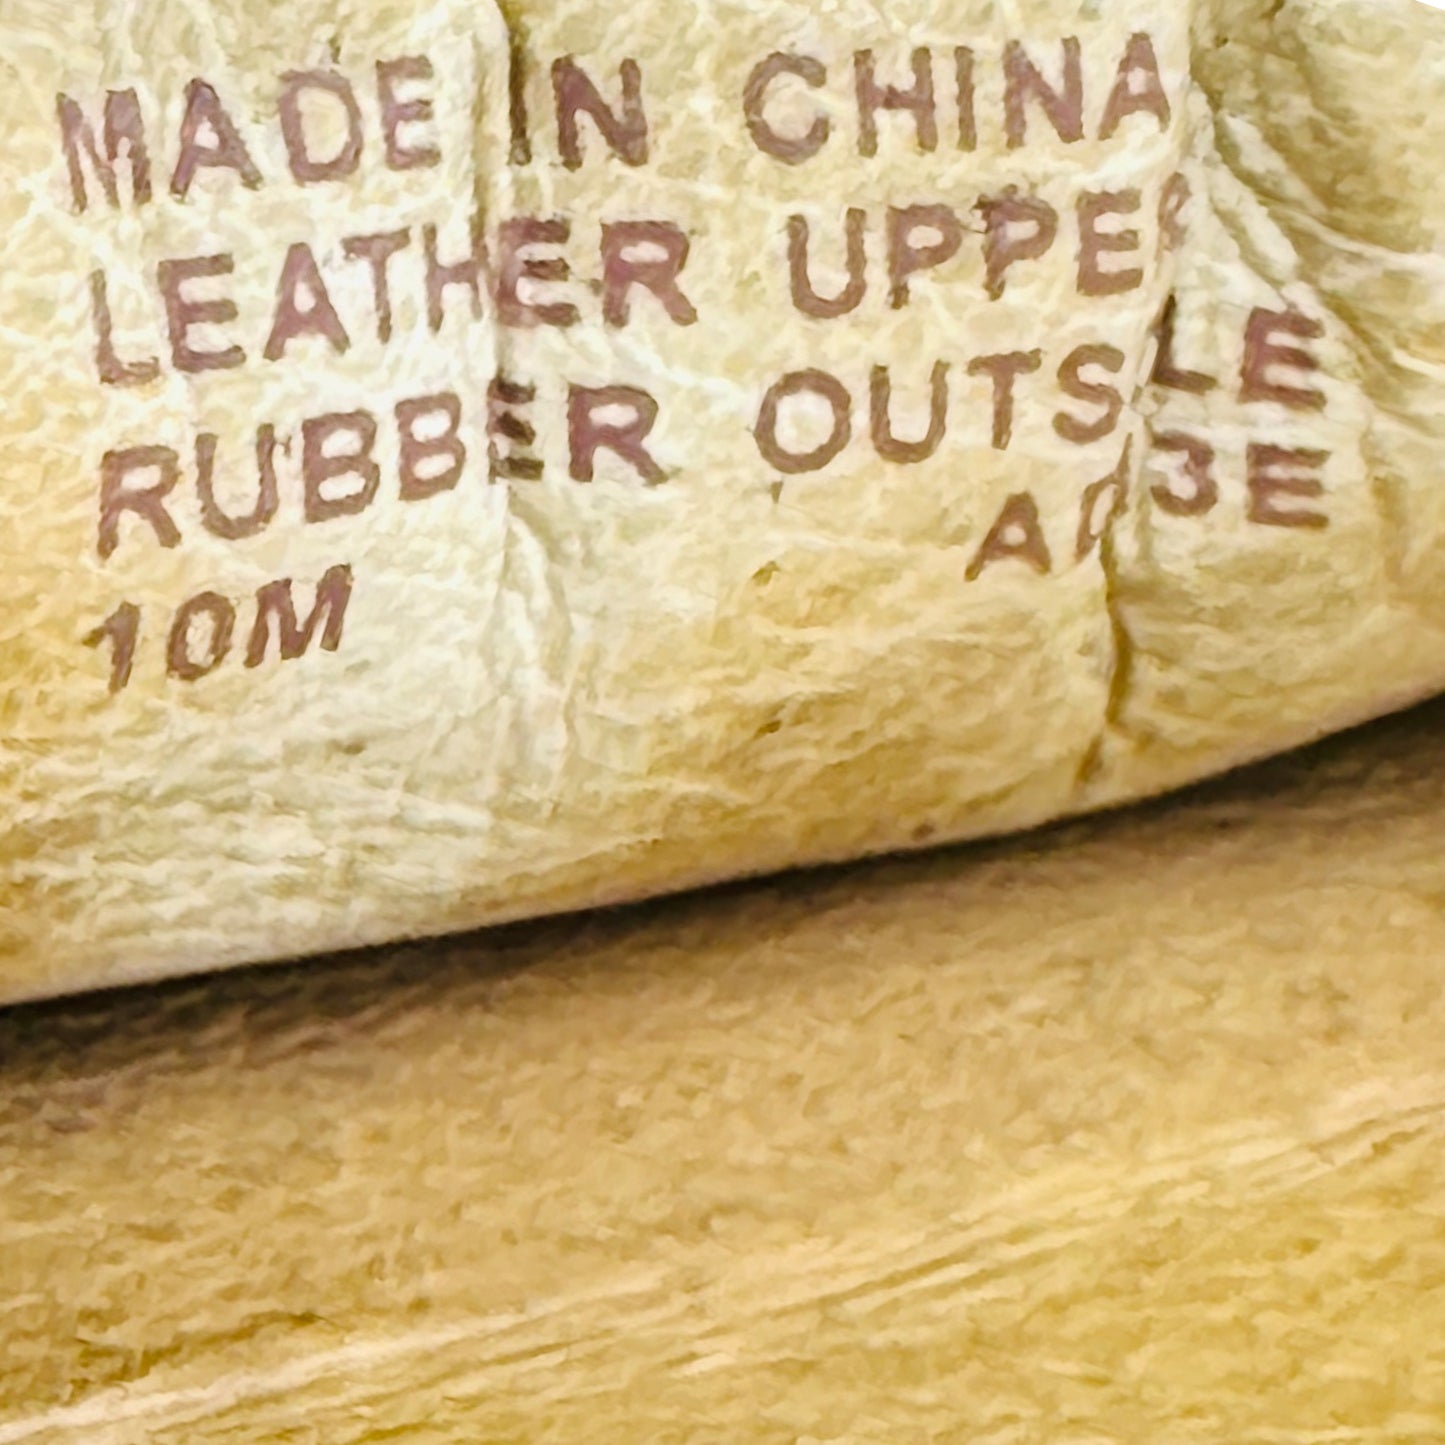 MADE IN CHINA
LEATHER UPPER
RUBBER OUTSOLE
10M